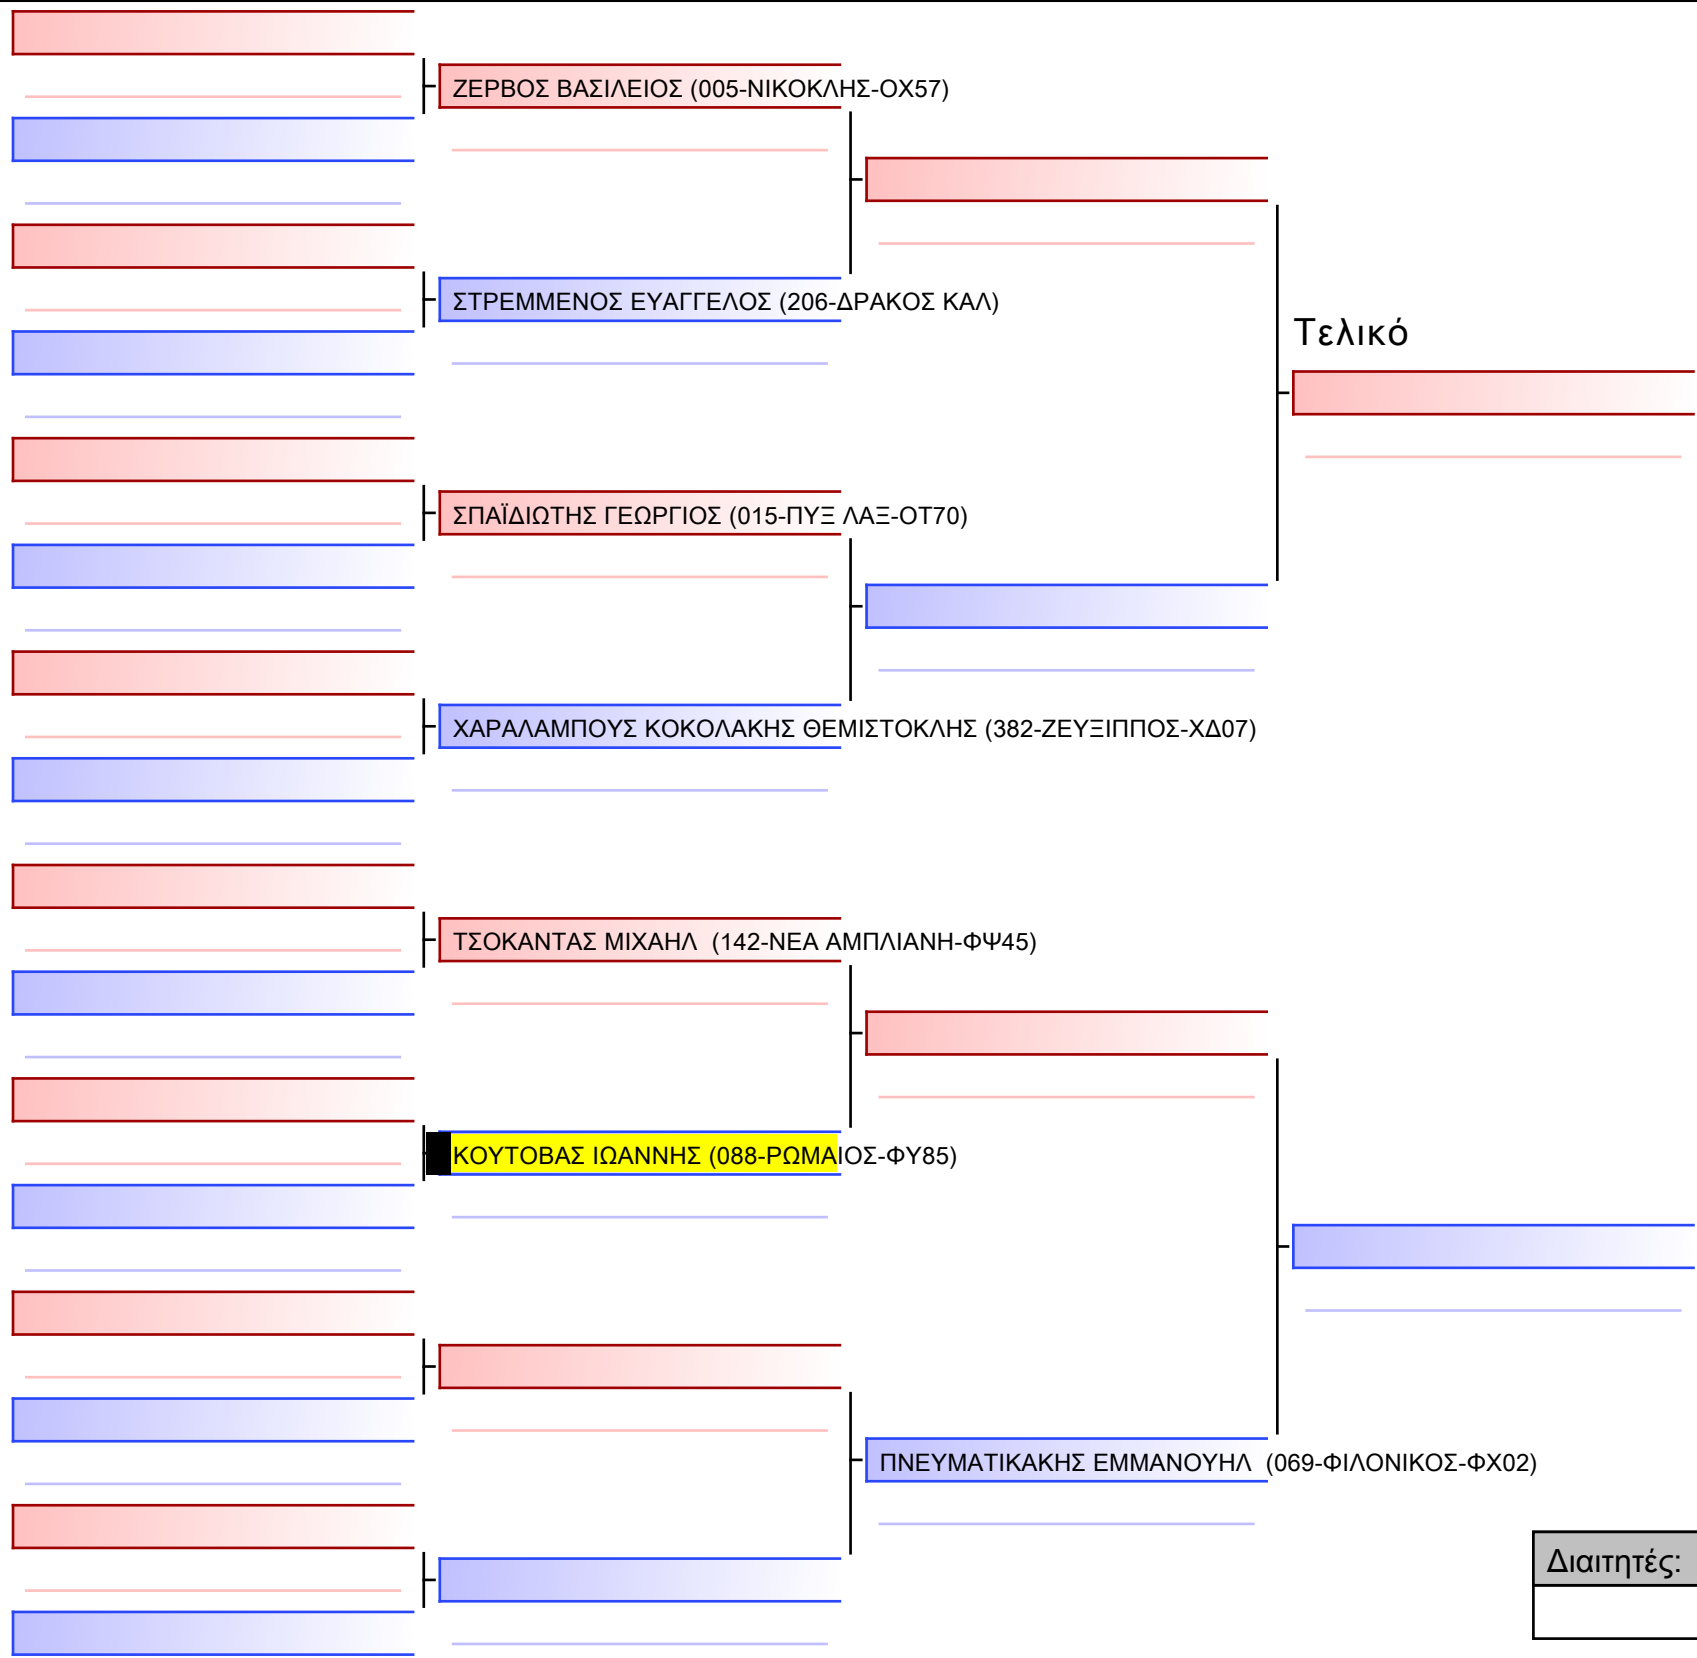 ΖΕΡΒΟΣ ΒΑΣΙΛΕΙΟΣ (005-ΝΙΚΟΚΛΗΣ-ΟΧ57)
ΣΤΡΕΜΜΕΝΟΣ ΕΥΑΓΓΕΛΟΣ (206-ΔΡΑΚΟΣ ΚΑΛ)
Τελικό
ΣΠΑΪΔΙΩΤΗΣ ΓΕΩΡΓΙΟΣ (015-ΠΥΞ ΛΑΞ-ΟΤ70)
ΧΑΡΑΛΑΜΠΟΥΣ ΚΟΚΟΛΑΚΗΣ ΘΕΜΙΣΤΟΚΛΗΣ (382-ΖΕΥΞΙΠΠΟΣ-ΧΔ07)
ΤΣΟΚΑΝΤΑΣ ΜΙΧΑΗΛ  (142-ΝΕΑ ΑΜΠΛΙΑΝΗ-ΦΨ45)
ΚΟΥΤΟΒΑΣ ΙΩΑΝΝΗΣ (088-ΡΩΜΑΙΟΣ-ΦΥ85)
ΠΝΕΥΜΑΤΙΚΑΚΗΣ ΕΜΜΑΝΟΥΗΛ  (069-ΦΙΛΟΝΙΚΟΣ-ΦΧ02)
Διαιτητές: